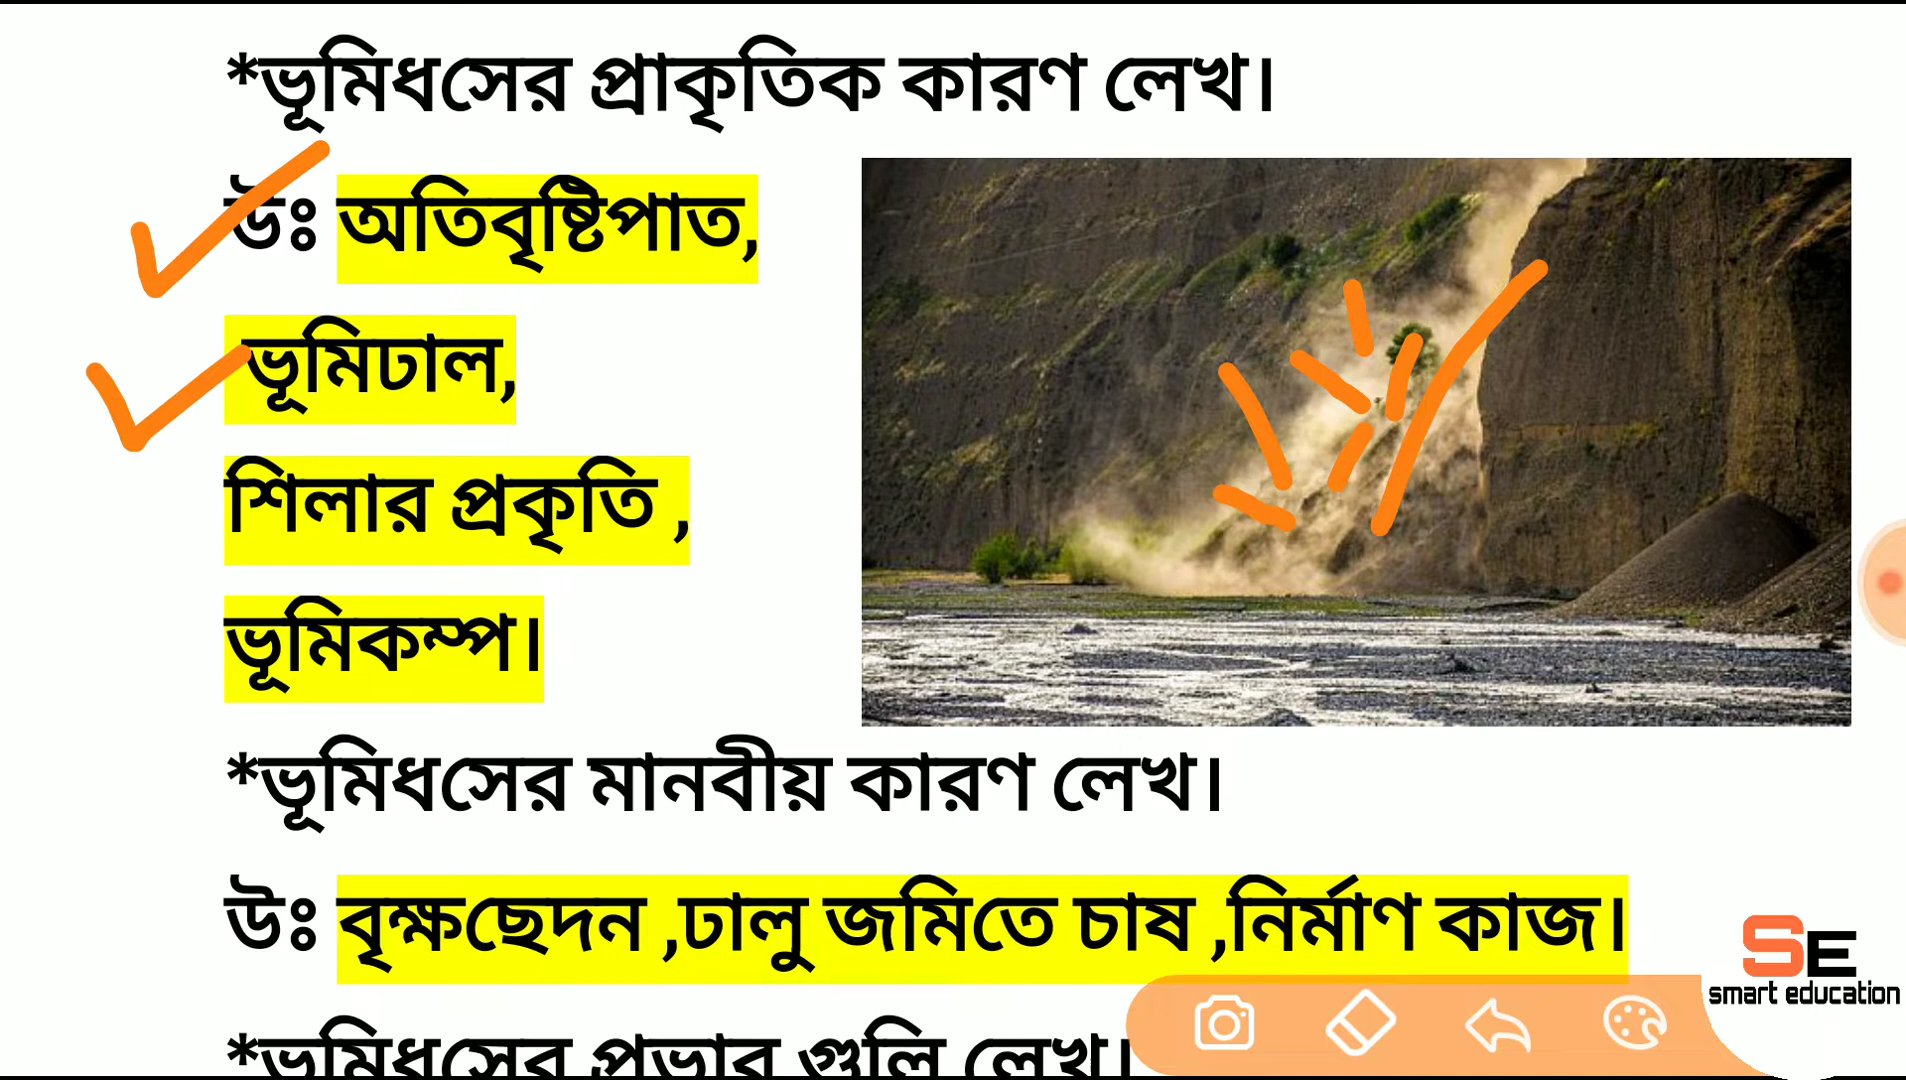 *ভূমিধসের প্রাকৃতিক কারণ লেখ।
উঃ অতিবৃষ্টিপাত,
ভূমিঢাল,
শিলার প্রকৃতি ,
ভূমিকম্প।
*ভূমিধসের মানবীয় কারণ লেখ।
উঃ বৃক্ষছেদন ,ঢালু জমিতে চাষ ,নির্মাণ কাজ।
SE
smart education
*ভূমিধসের প্রভাব গুলি লেখ।